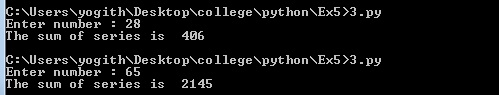 C:\Users\yogith\Desktop\college\python\Ex5>3.py
Enter number : 28
The sum of series is  406
C:\Users\yogith\Desktop\college\python\Ex5>3.py
Enter number : 65
The sum of series is  2145